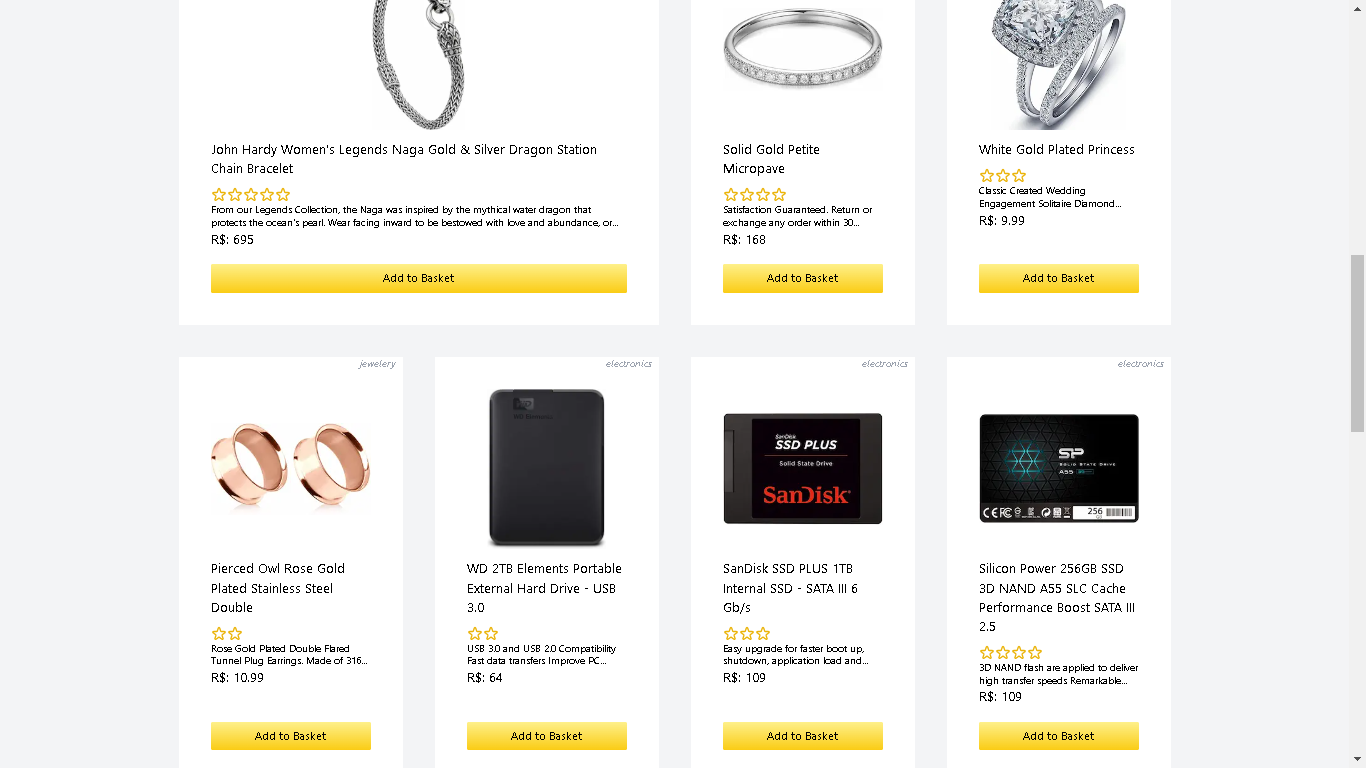 John Hardy Women's Legends Naga Gold & Silver Dragon Station
Chain Bracelet
From our Legends Collection, the Naga was inspired by the mythical water dragon that
protects the ocean's pearl. Wear facing inward to be bestowed with love and abundance, or...
R$: 695
Add to Basket
Solid Gold Petite
Micropave
Satisfaction Guaranteed. Return or
exchange any order within 30...
R$: 168
Add to Basket
White Gold Plated Princess
Classic Created Wedding
Engagement Solitaire Diamond...
R$: 9.99
Add to Basket
jewelery
Pierced Owl Rose Gold
Plated Stainless Steel
Double
Rose Gold Plated Double Flared
Tunnel Plug Earrings. Made of 316...
R$: 10.99
Add to Basket
electronics
WD
WD 2TB Elements Portable
External Hard Drive - USB
3.0
USB 3.0 and USB 2.0 Compatibility
Fast data transfers Improve PC...
R$: 64
Add to Basket
electronics
SanDisk
SSD PLUS
Solid State Drive
SanDisk
SanDisk SSD PLUS 1TB
Internal SSD - SATA III 6
Gb/s
Easy upgrade for faster boot up,
shutdown, application load and...
R$: 109
Add to Basket
electronics
SP
SOLID STATE DRIVE
A55
CE FC
256
Silicon Power 256GB SSD
3D NAND A55 SLC Cache
Performance Boost SATA III
2.5
3D NAND flash are applied to deliver
high transfer speeds Remarkable...
R$: 109
Add to Basket